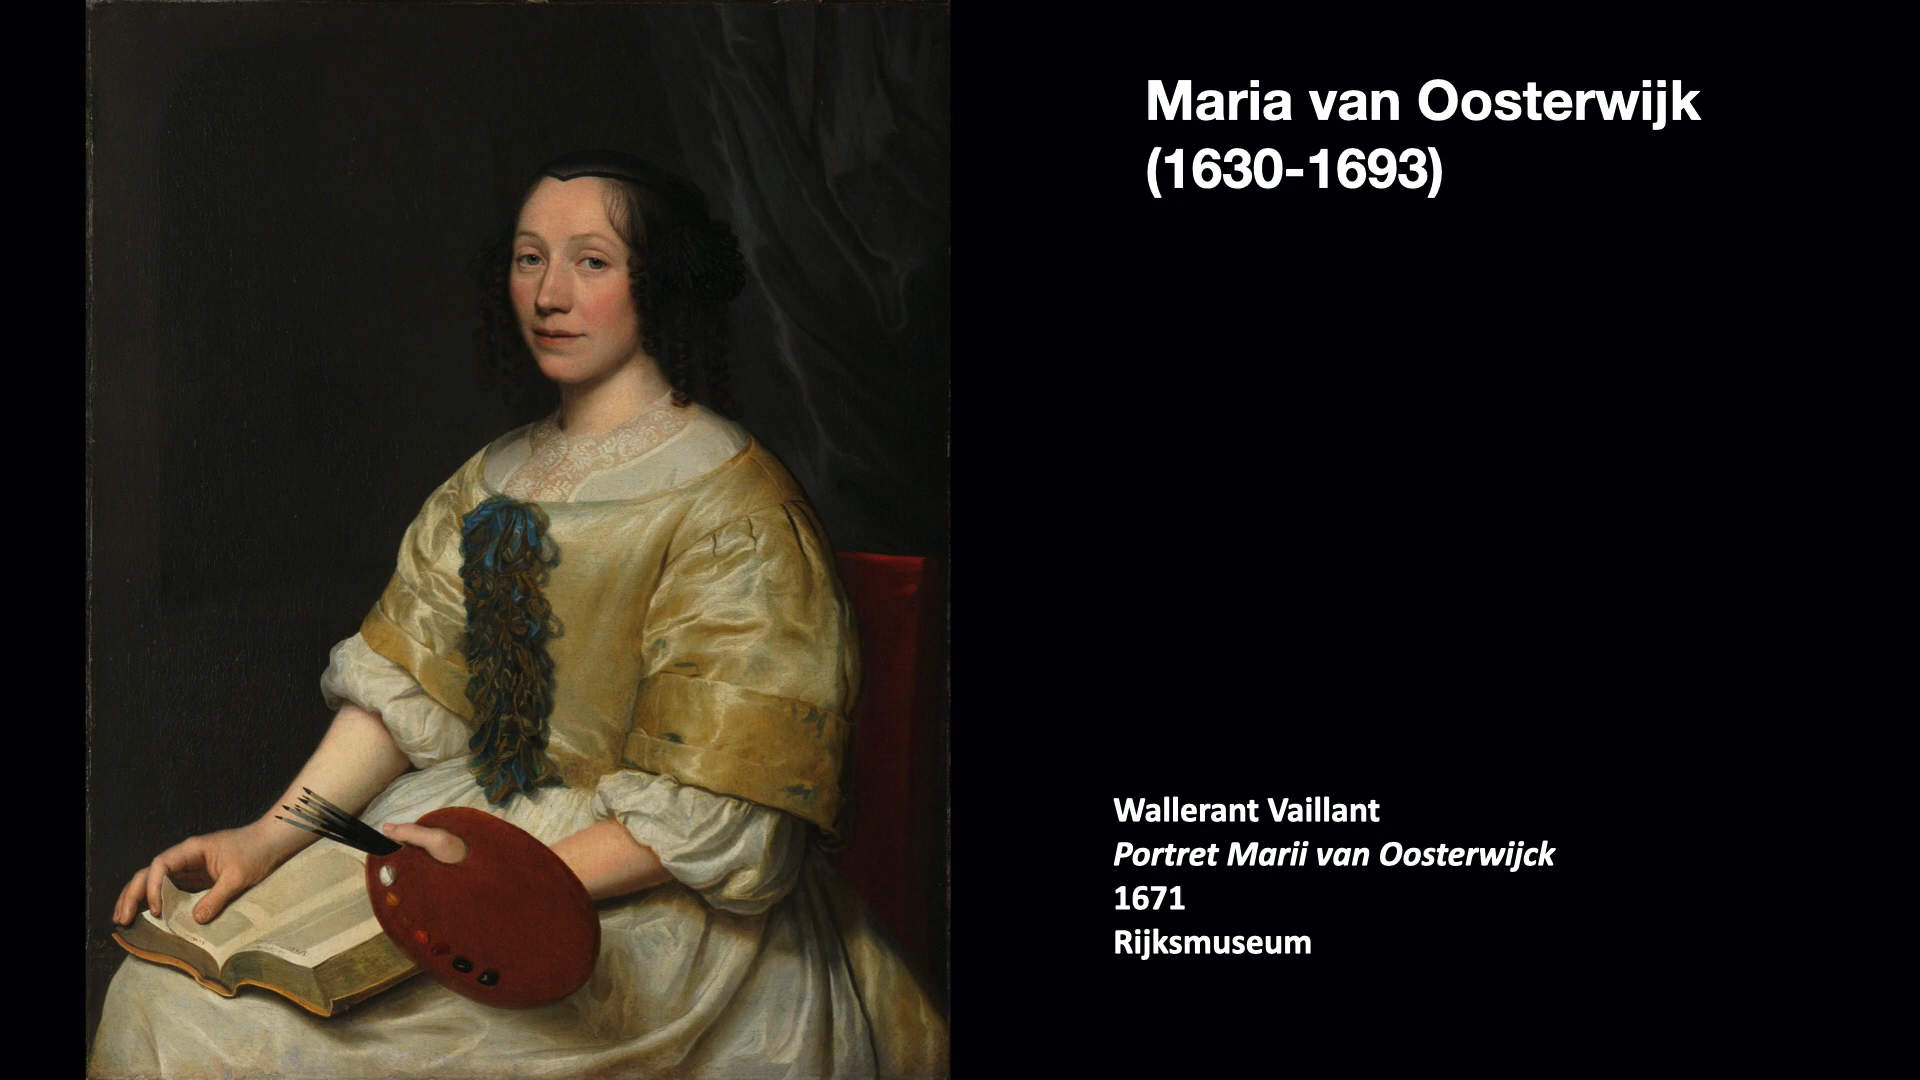 Maria van Oosterwijk
(1630-1693)
Wallerant Vaillant
Portret Marii van Oosterwijck
1671
Rijksmuseum